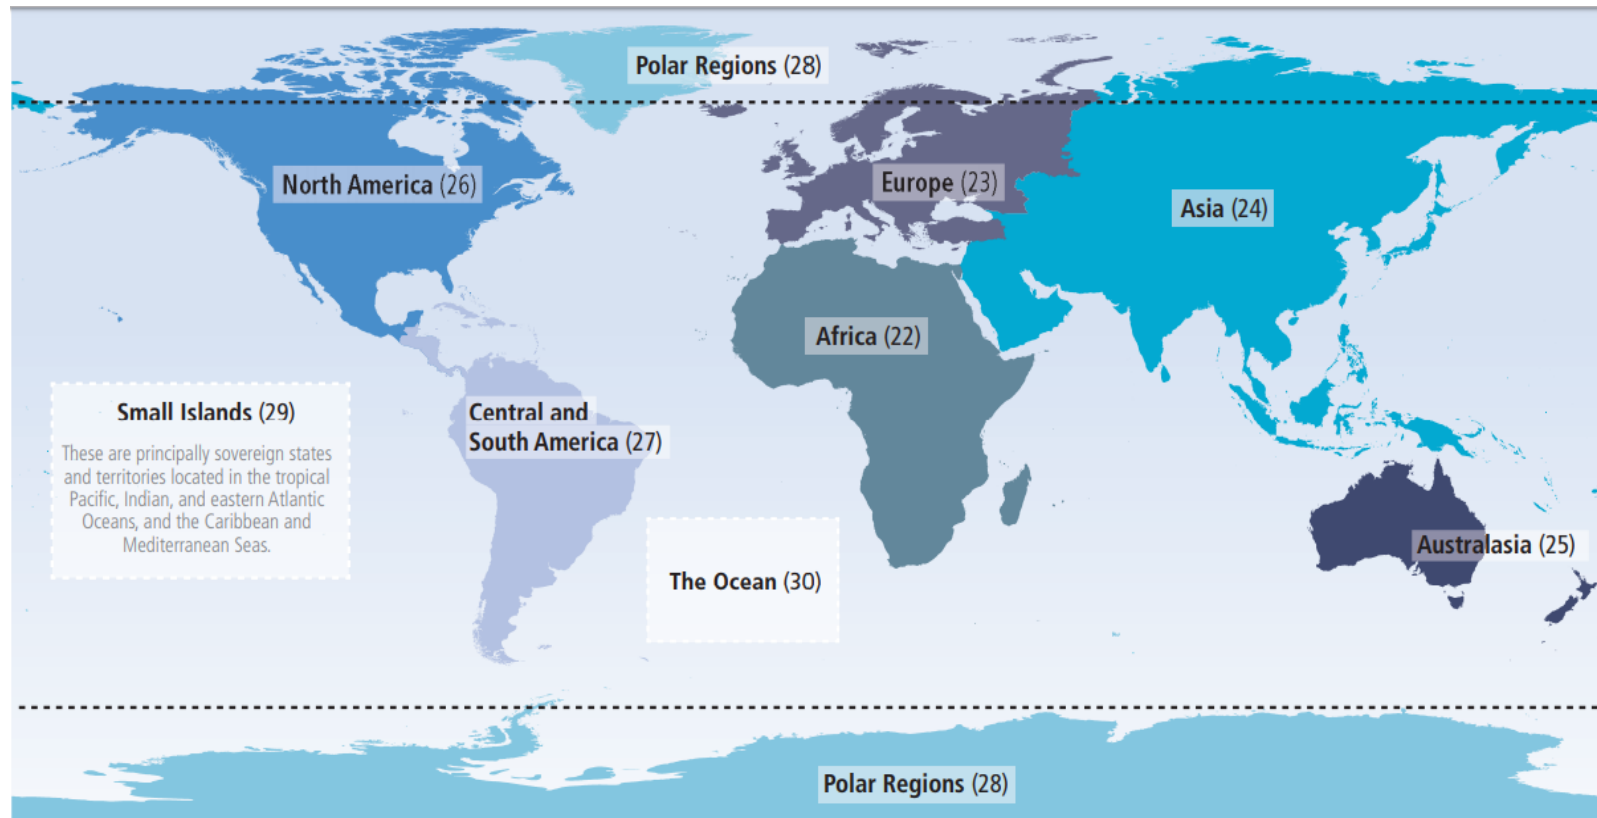 Polar Regions (28)
North America (26)
Europe (23)
Asia (24)
Africa (22)
Small Islands (29)
These are principally sovereign states
and territories located in the tropical
Pacific, Indian, and eastern Atlantic
Oceans, and the Caribbean and
Mediterranean Seas.
Central and
South America (27)
The Ocean (30)
Australasia (25)
Polar Regions (28)